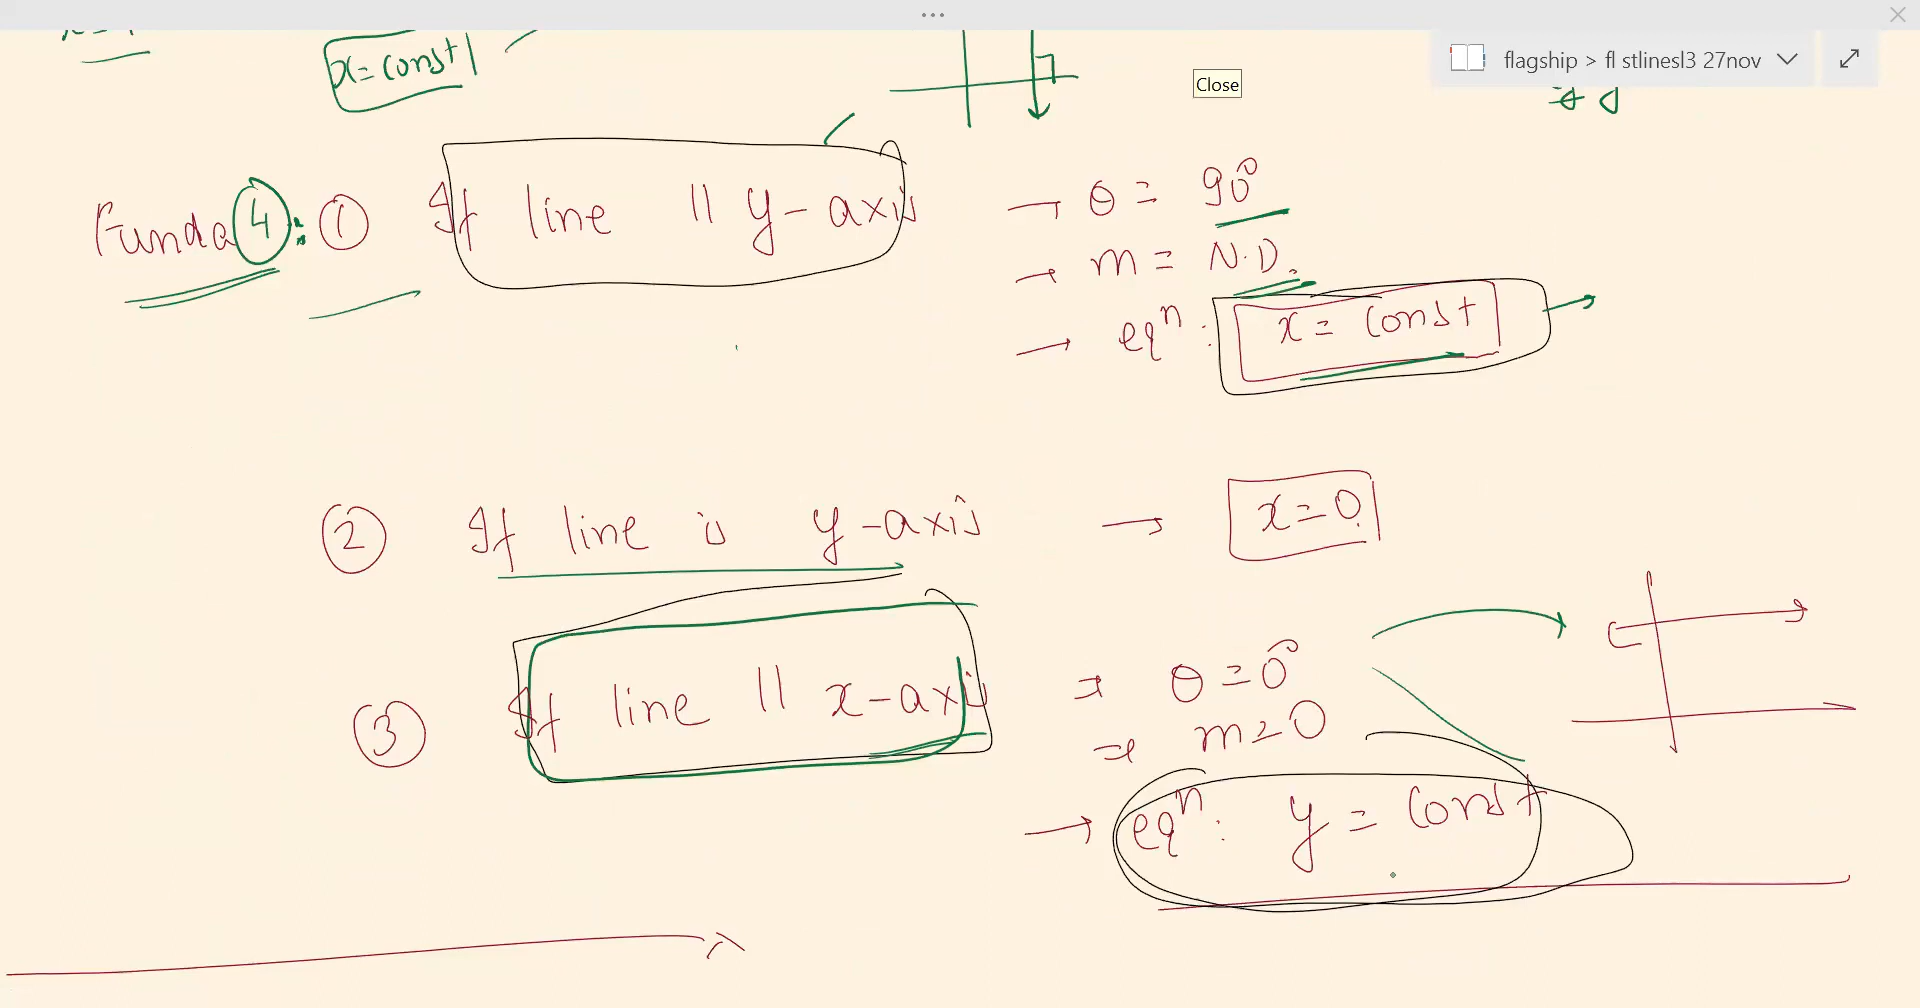 flagship > fl stlinesl3 27nov
x = const
Close
Funda 4: ① If line || y-axis → θ = 90°
→ m = N.D.
→ eqⁿ: x = const
② If line is y-axis → x=0
③ If line || x-axis ⇒ θ = 0°
⇒ m = 0
→ eqⁿ: y = const